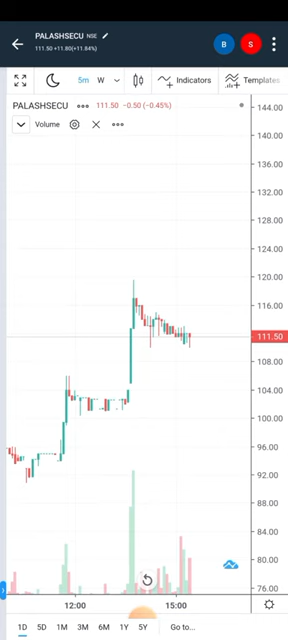 PALASHSECU NSE
111.50 +11.80(+11.84%)
B
S
5m W Indicators Templates
PALASHSECU 111.50 -0.50 (-0.45%)
Volume
144.00
140.00
136.00
132.00
128.00
124.00
120.00
116.00
111.50
108.00
104.00
100.00
96.00
92.00
88.00
84.00
80.00
76.00
12:00 15:00
1D 5D 1M 3M 6M 1Y 5Y Go to...